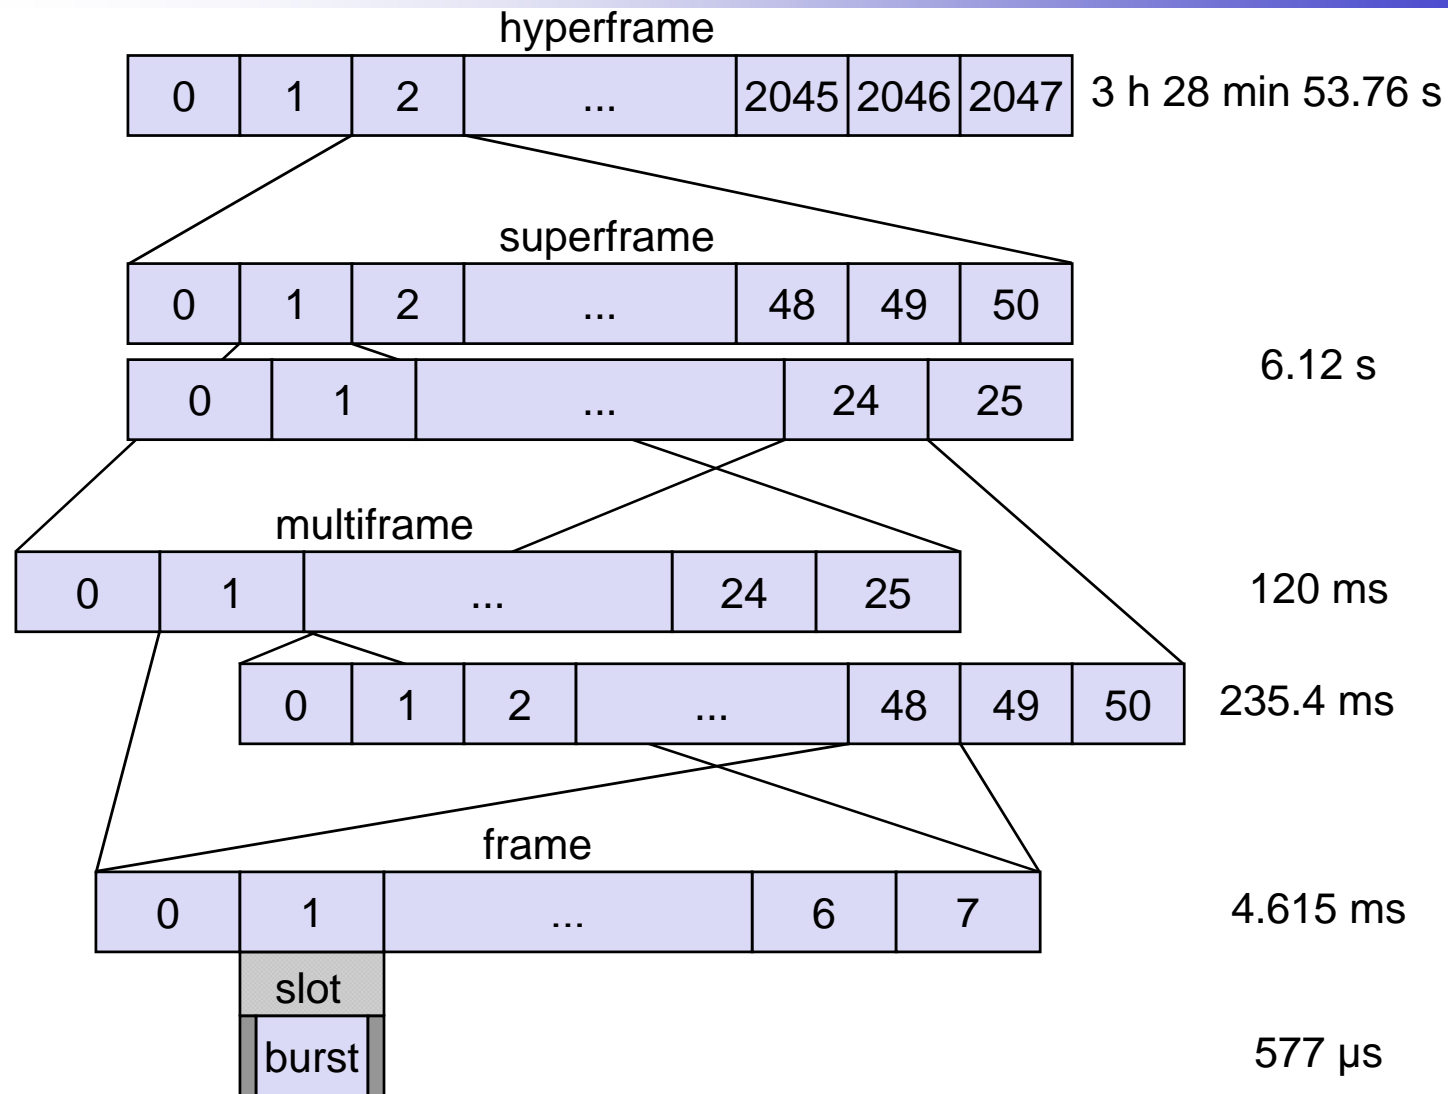 hyperframe
0 1 2 ... 2045 2046 2047 3 h 28 min 53.76 s
superframe
0 1 2 ... 48 49 50
6.12 s
0 1 ... 24 25
multiframe
0 1 ... 24 25 120 ms
0 1 2 ... 48 49 50 235.4 ms
frame
0 1 ... 6 7 4.615 ms
slot
burst 577 µs